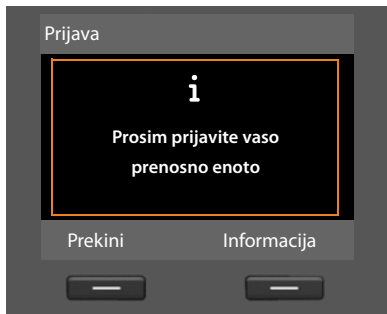 Prijava
i
Prosim prijavite vaso
prenosno enoto
Prekini Informacija